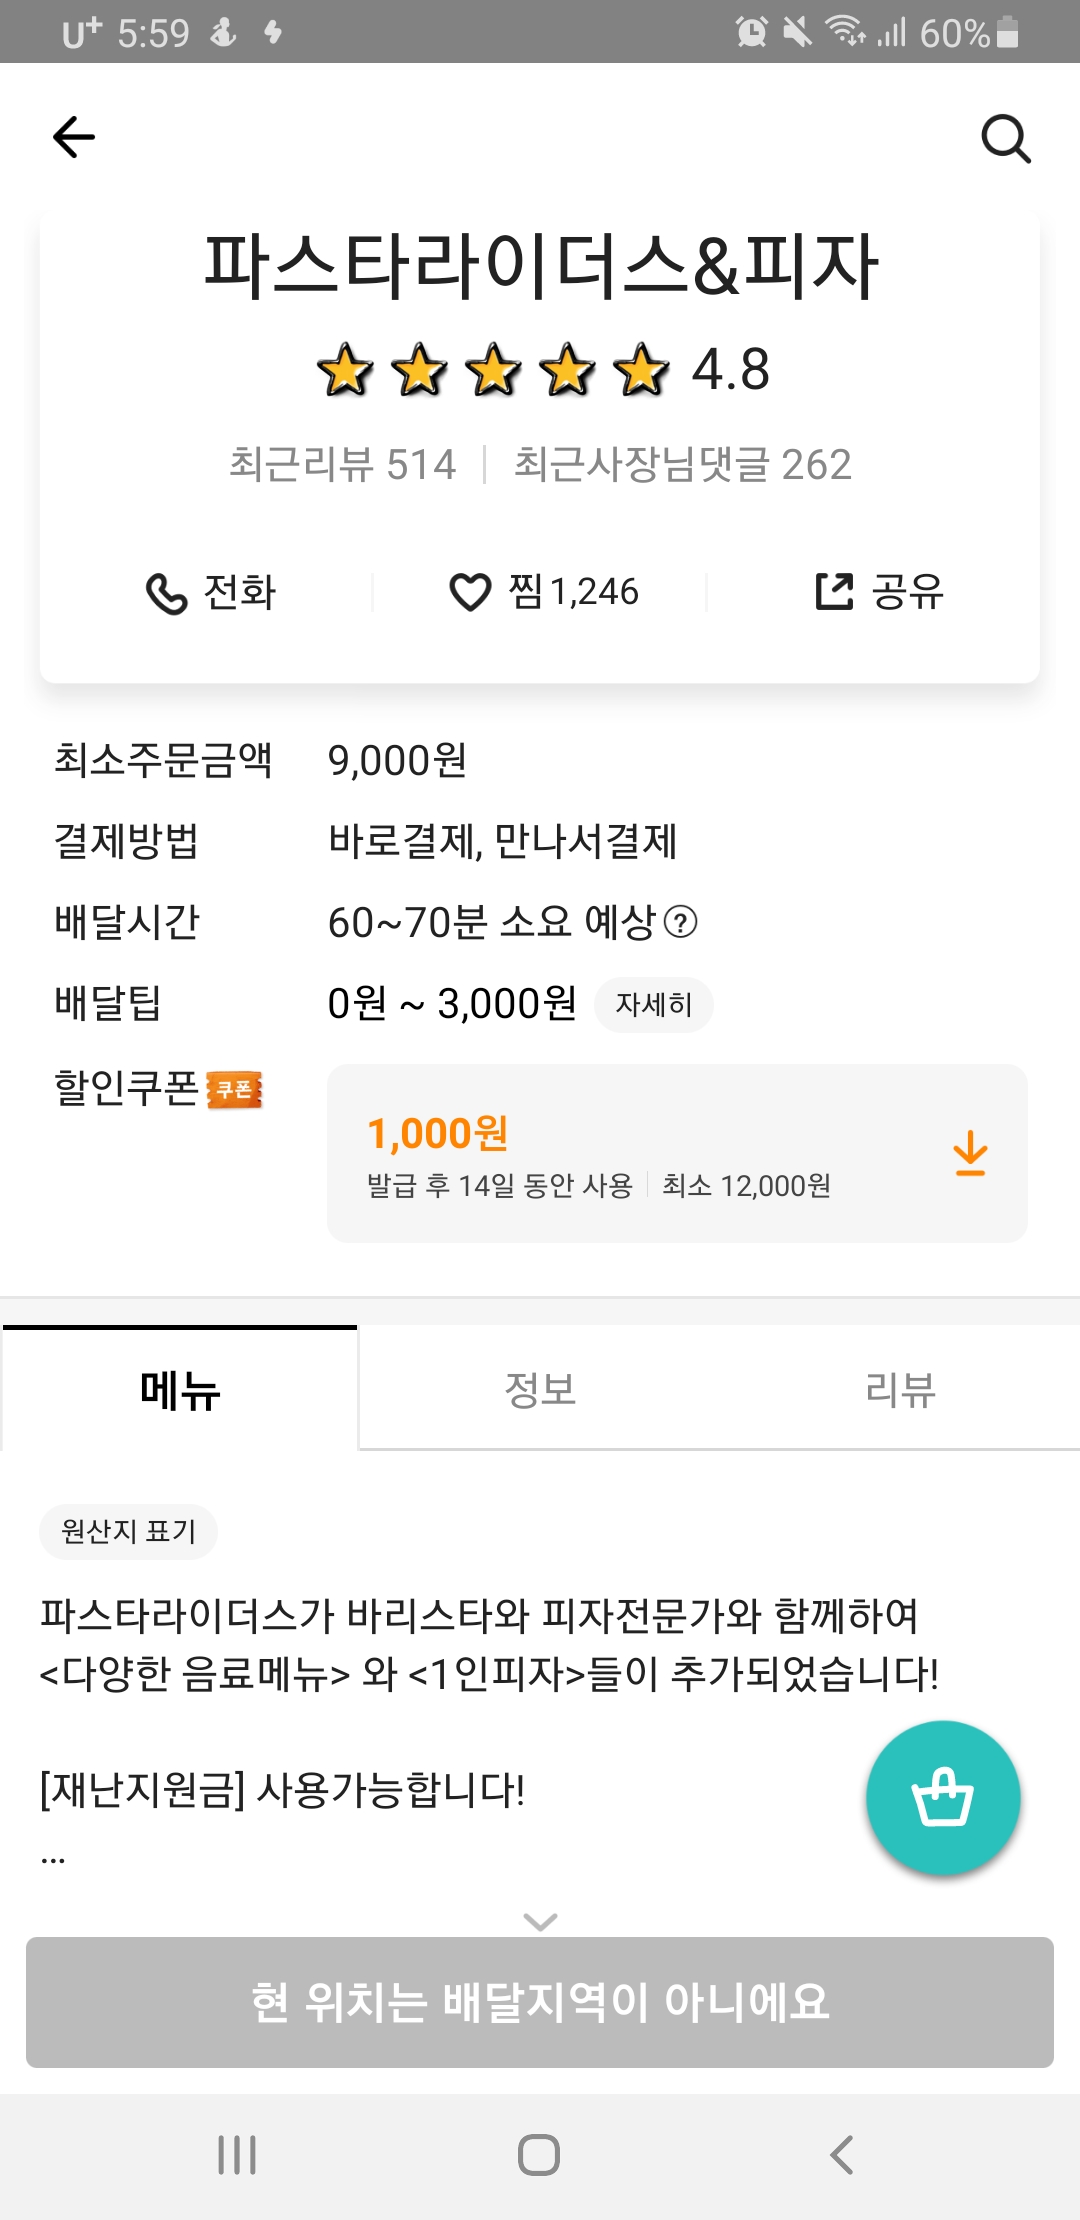 U+ 5:59 60%
파스타라이더스&피자
4.8
최근리뷰 514 최근사장님댓글 262
전화 찜 1,246 공유
최소주문금액 9,000원
결제방법 바로결제, 만나서결제
배달시간 60~70분 소요 예상?
배달팁 0원 ~ 3,000원 자세히
할인쿠폰 쿠폰
1,000원
발급 후 14일 동안 사용 최소 12,000원
메뉴 정보 리뷰
원산지 표기
파스타라이더스가 바리스타와 피자전문가와 함께하여
<다양한 음료메뉴> 와 <1인피자>들이 추가되었습니다!
[재난지원금] 사용가능합니다!
...
현 위치는 배달지역이 아니에요